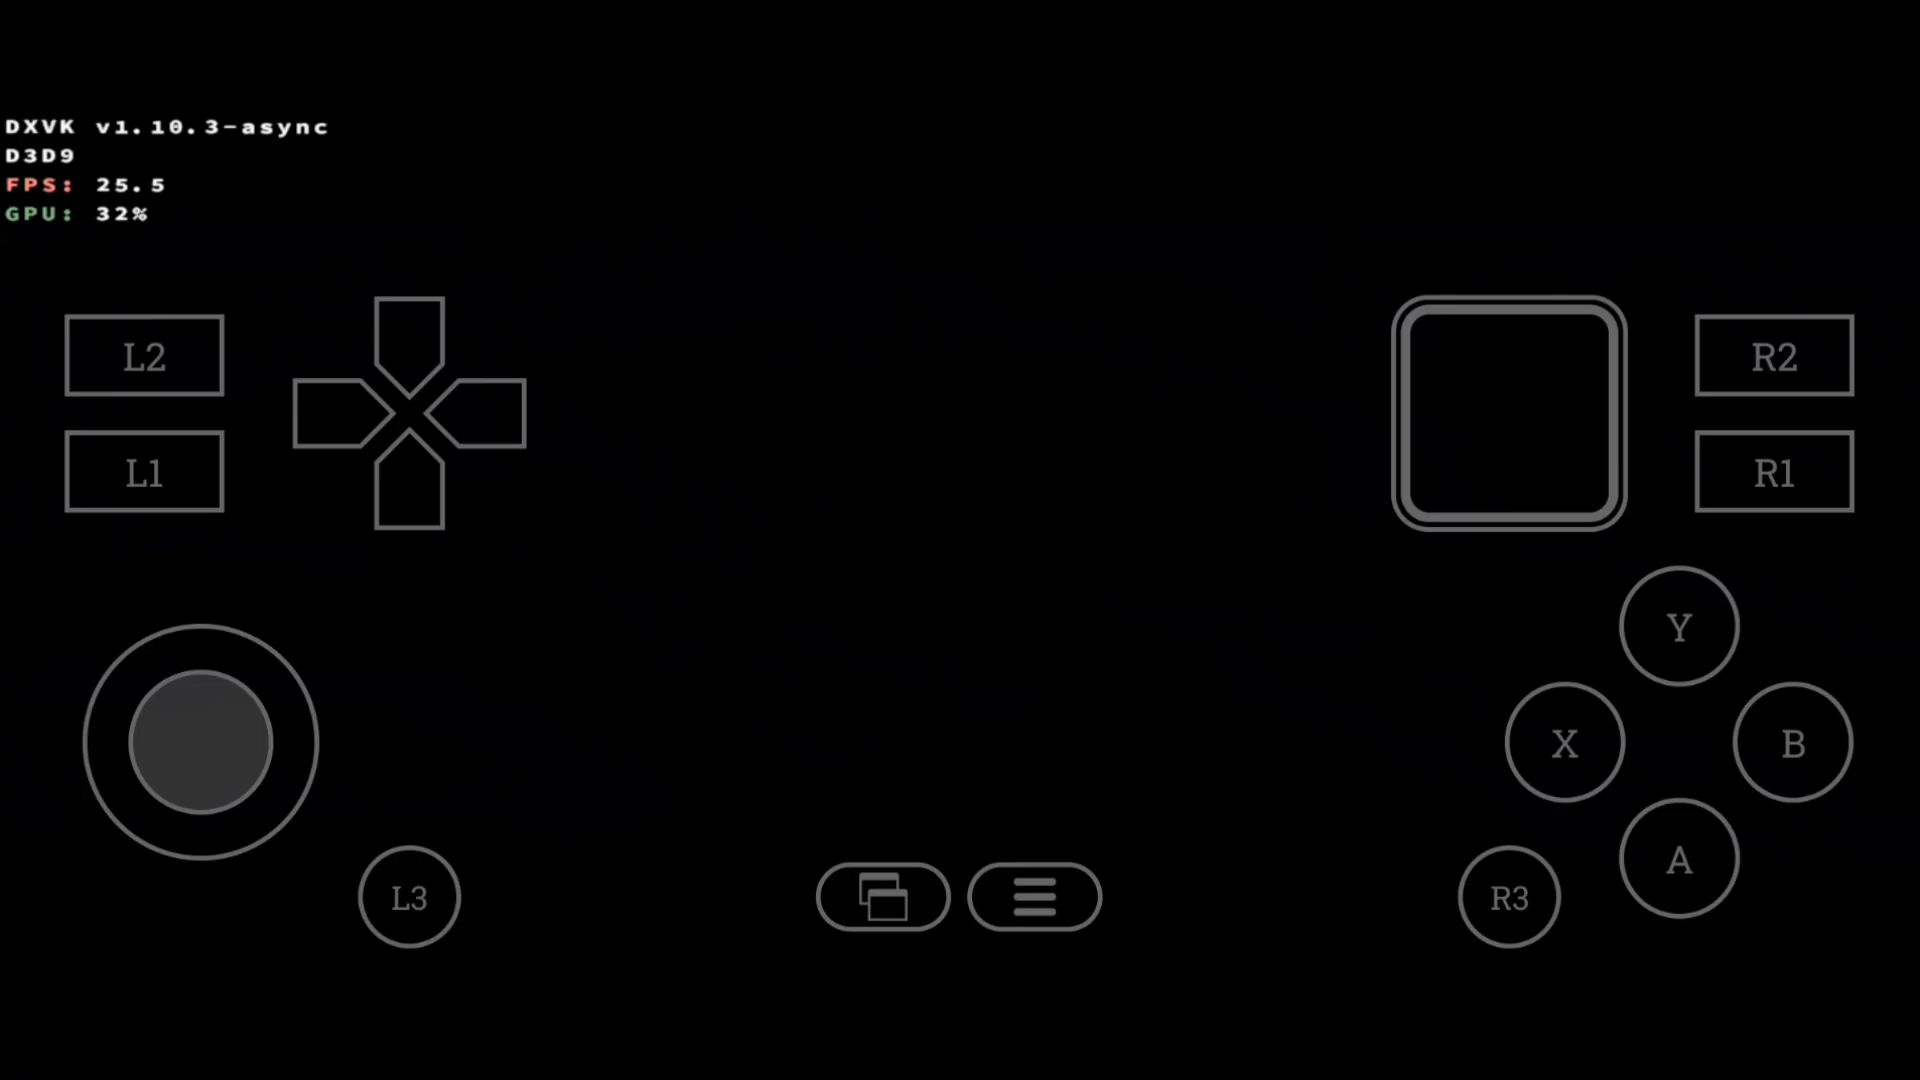 DXVK v1.10.3-async
D3D9
FPS: 25.5
GPU: 32%
L2
R2
L1
R1
Y
X
B
A
L3
R3